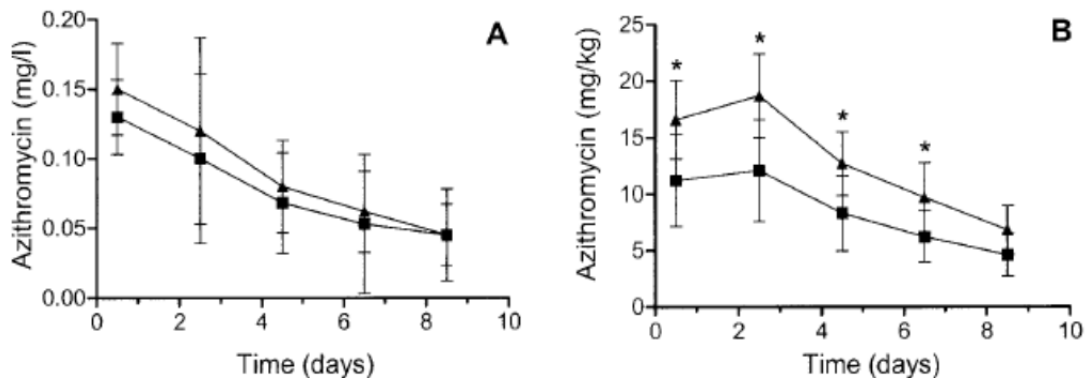 A
Azithromycin (mg/l)
0.20
0.15
0.10
0.05
0.00
0 2 4 6 8 10
Time (days)
B
Azithromycin (mg/kg)
25
20
15
10
5
0
* * * *
0 2 4 6 8 10
Time (days)